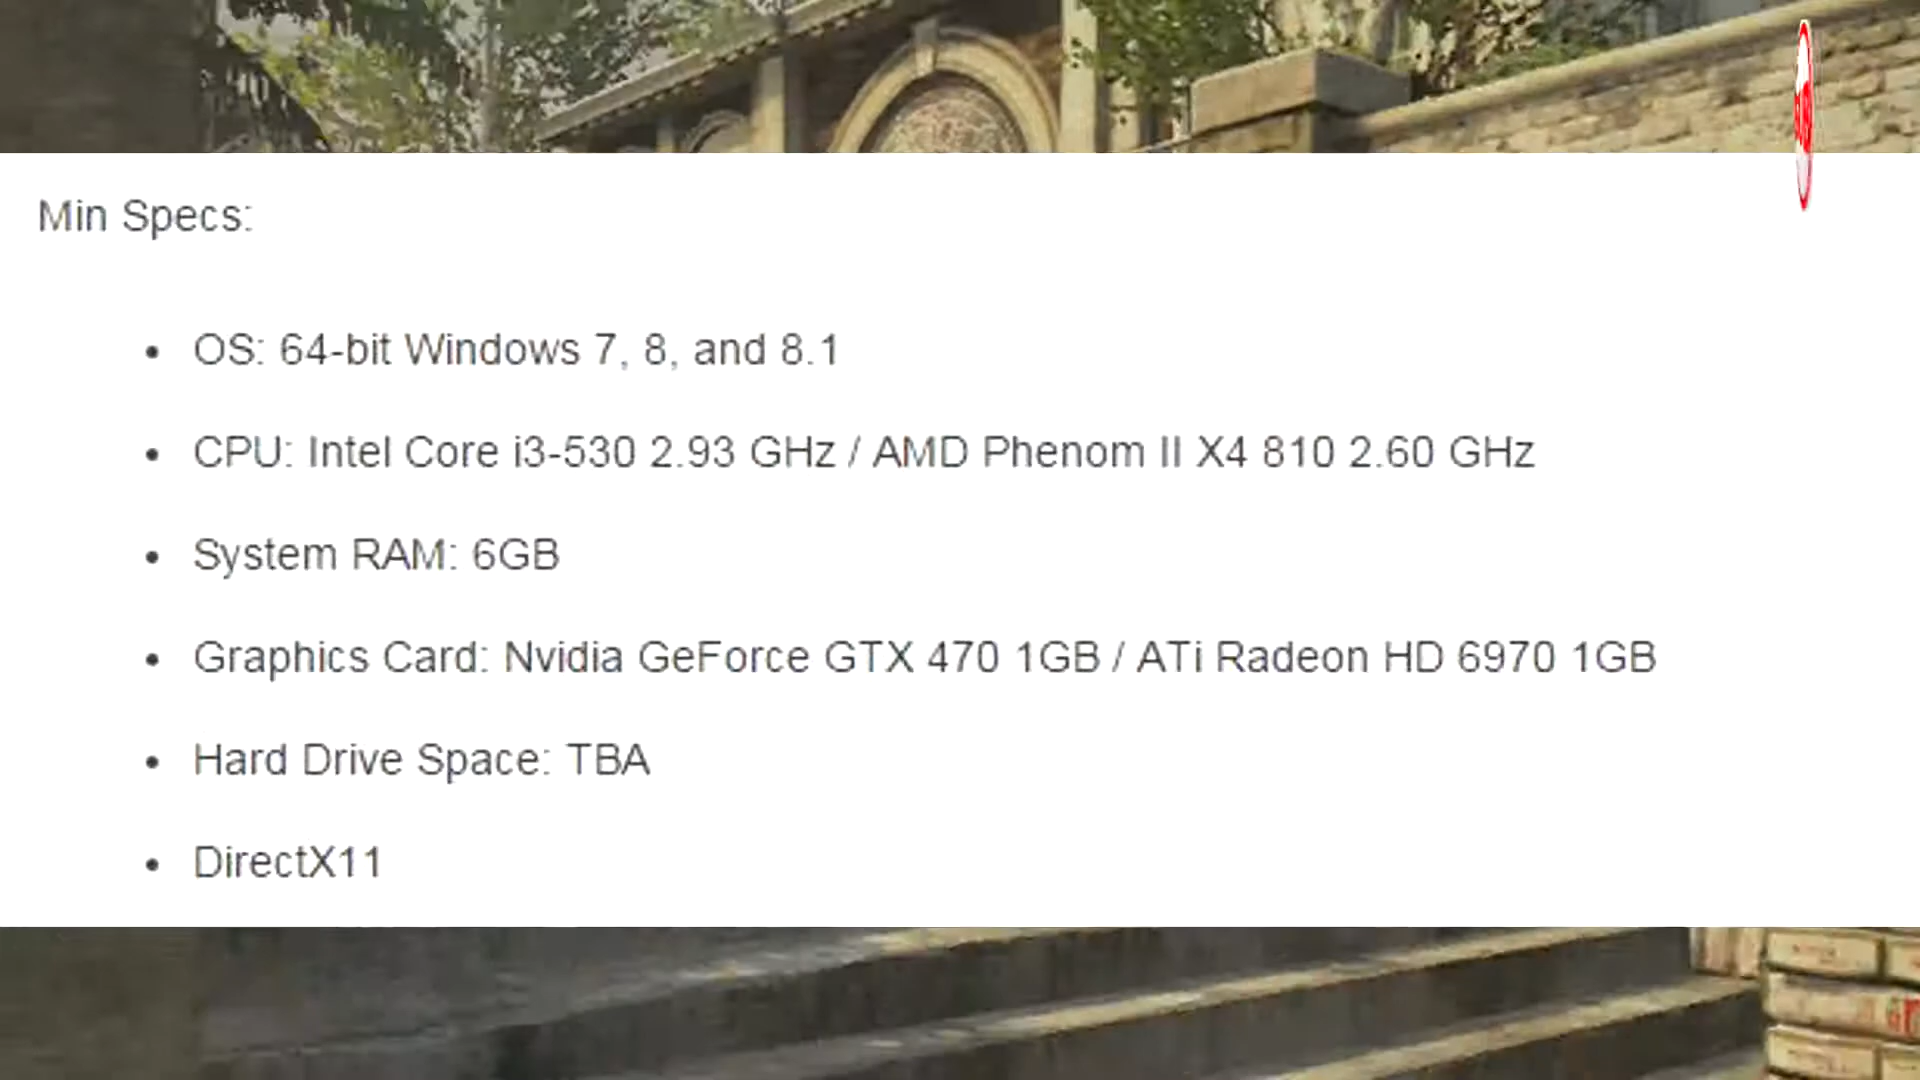 Min Specs:
OS: 64-bit Windows 7, 8, and 8.1
CPU: Intel Core i3-530 2.93 GHz / AMD Phenom II X4 810 2.60 GHz
System RAM: 6GB
Graphics Card: Nvidia GeForce GTX 470 1GB / ATi Radeon HD 6970 1GB
Hard Drive Space: TBA
DirectX11